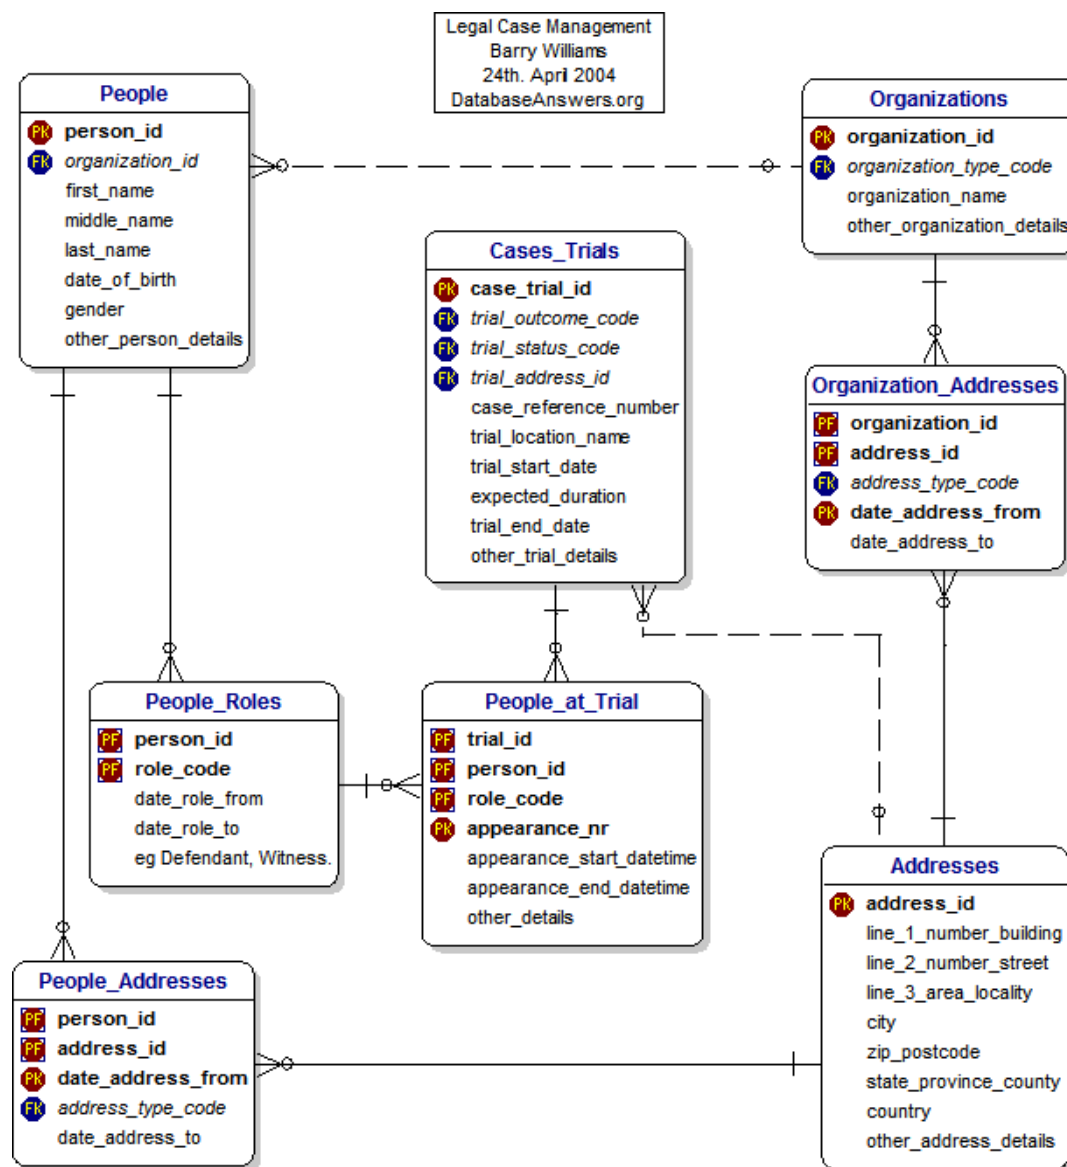 Legal Case Management
Barry Williams
24th. April 2004
DatabaseAnswers.org
People
PK person_id
FK organization_id
first_name
middle_name
last_name
date_of_birth
gender
other_person_details
Organizations
PK organization_id
FK organization_type_code
organization_name
other_organization_details
Cases_Trials
PK case_trial_id
FK trial_outcome_code
FK trial_status_code
FK trial_address_id
case_reference_number
trial_location_name
trial_start_date
expected_duration
trial_end_date
other_trial_details
Organization_Addresses
PF organization_id
PF address_id
FK address_type_code
PK date_address_from
date_address_to
People_Roles
PF person_id
PF role_code
date_role_from
date_role_to
eg Defendant, Witness.
People_at_Trial
PF trial_id
PF person_id
PF role_code
PK appearance_nr
appearance_start_datetime
appearance_end_datetime
other_details
Addresses
PK address_id
line_1_number_building
line_2_number_street
line_3_area_locality
city
zip_postcode
state_province_county
country
other_address_details
People_Addresses
PF person_id
PF address_id
PK date_address_from
FK address_type_code
date_address_to